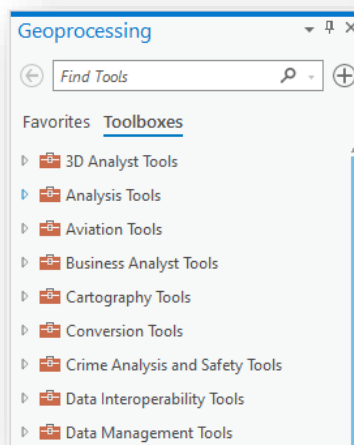 Geoprocessing
Find Tools
Favorites Toolboxes
3D Analyst Tools
Analysis Tools
Aviation Tools
Business Analyst Tools
Cartography Tools
Conversion Tools
Crime Analysis and Safety Tools
Data Interoperability Tools
Data Management Tools